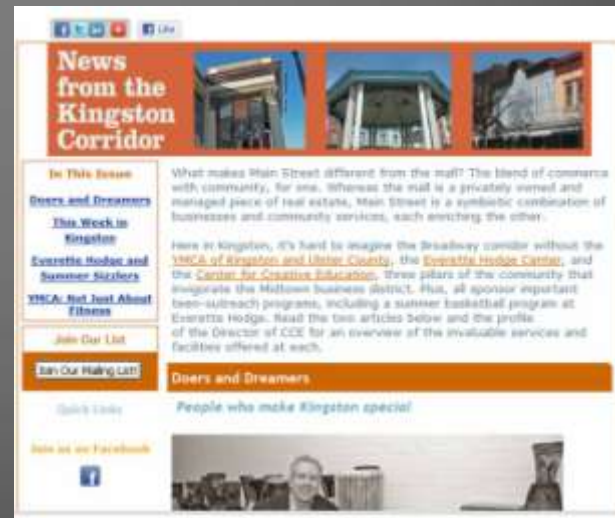 Like
News
from the
Kingston
Corridor
In This Issue
Doers and Dreamers
This Week in
Kingston
Everette Hodge and
Summer Sizzlers
YMCA: Not Just About
Fitness
Join Our List
Join Our Mailing List!
Quick Links
Join us on Facebook
What makes Main Street different from the mall? The blend of commerce
with community, for one. Whereas the mall is a privately owned and
managed piece of real estate, Main Street is a symbiotic combination of
businesses and community services, each enriching the other.
Here in Kingston, it's hard to imagine the Broadway corridor without the
YMCA of Kingston and Ulster County, the Everette Hodge Center, and
the Center for Creative Education, three pillars of the community that
invigorate the Midtown business district. Plus, all sponsor important
teen-outreach programs, including a summer basketball program at
Everette Hodge. Read the two articles below and the profile
of the Director of CCE for an overview of the invaluable services and
facilities offered at each.
Doers and Dreamers
People who make Kingston special